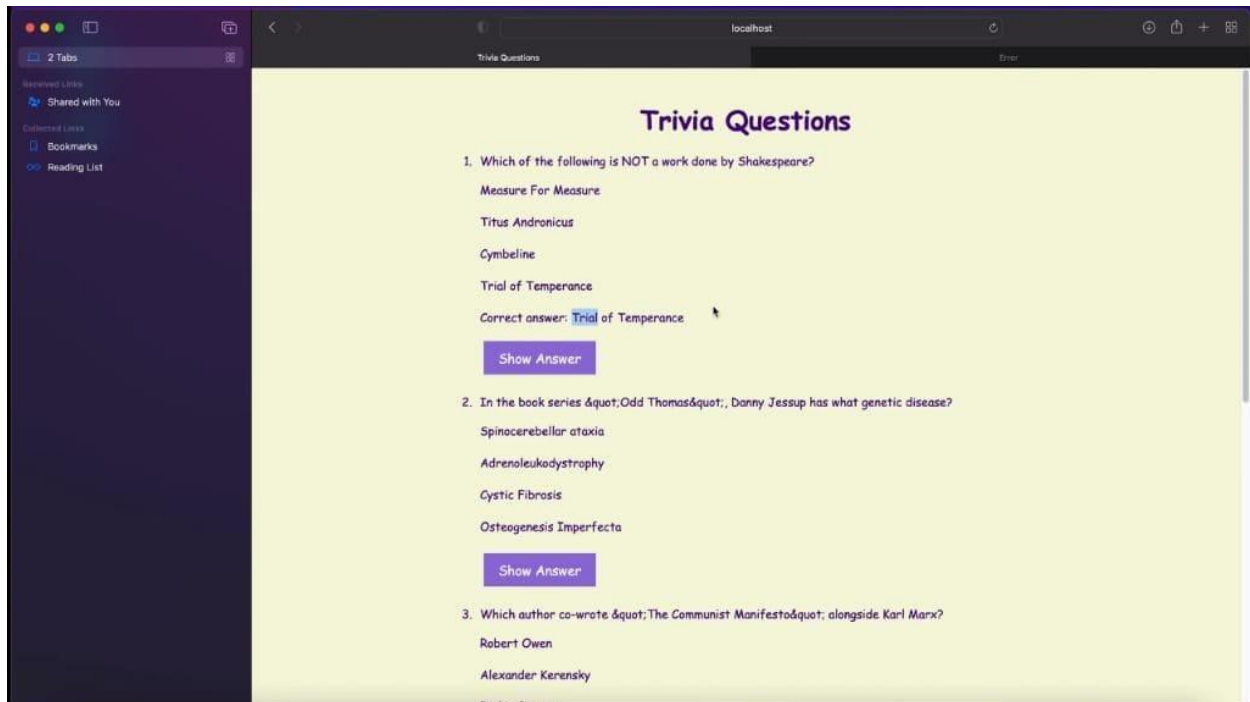 localhost
2 Tabs
Trivia Questions
Error
Received Links
Shared with You
Collected Links
Bookmarks
Reading List
Trivia Questions
1. Which of the following is NOT a work done by Shakespeare?
Measure For Measure
Titus Andronicus
Cymbeline
Trial of Temperance
Correct answer: Trial of Temperance
Show Answer
2. In the book series &quot;Odd Thomas&quot;, Danny Jessup has what genetic disease?
Spinocerebellar ataxia
Adrenoleukodystrophy
Cystic Fibrosis
Osteogenesis Imperfecta
Show Answer
3. Which author co-wrote &quot;The Communist Manifesto&quot; alongside Karl Marx?
Robert Owen
Alexander Kerensky